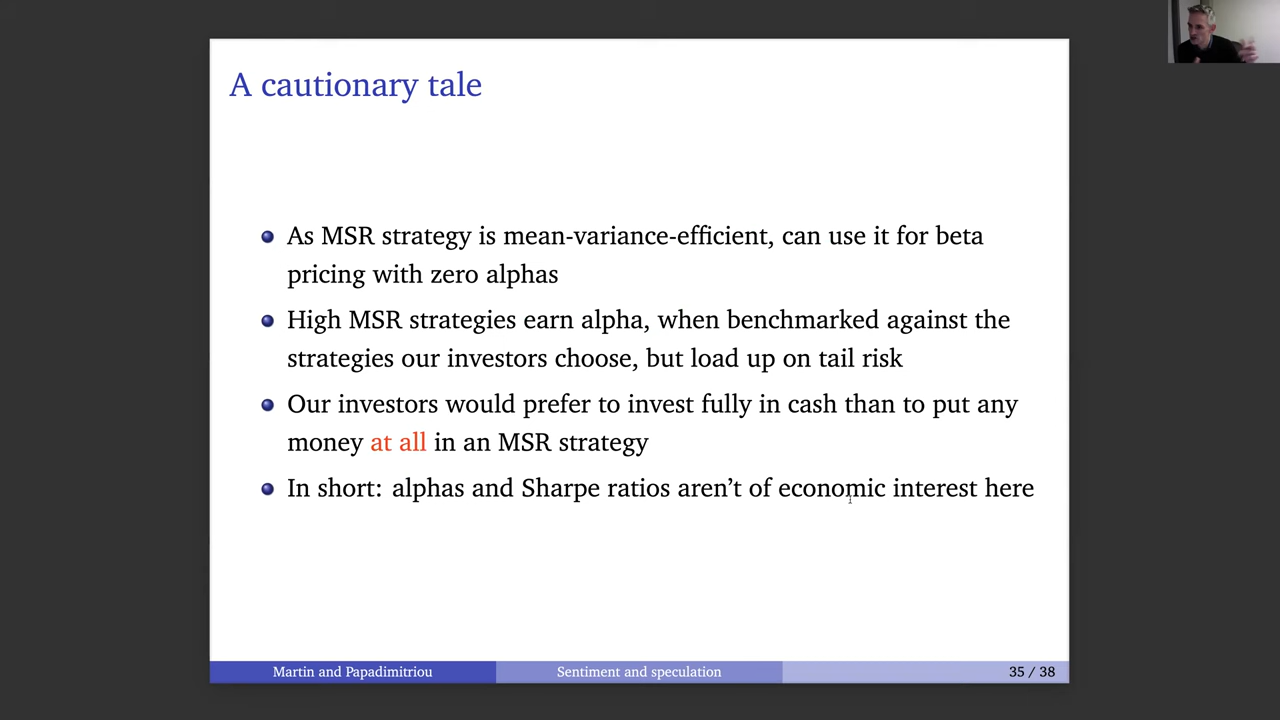 A cautionary tale
As MSR strategy is mean-variance-efficient, can use it for beta
pricing with zero alphas
High MSR strategies earn alpha, when benchmarked against the
strategies our investors choose, but load up on tail risk
Our investors would prefer to invest fully in cash than to put any
money at all in an MSR strategy
In short: alphas and Sharpe ratios aren’t of economic interest here
Martin and Papadimitriou
Sentiment and speculation
35 / 38